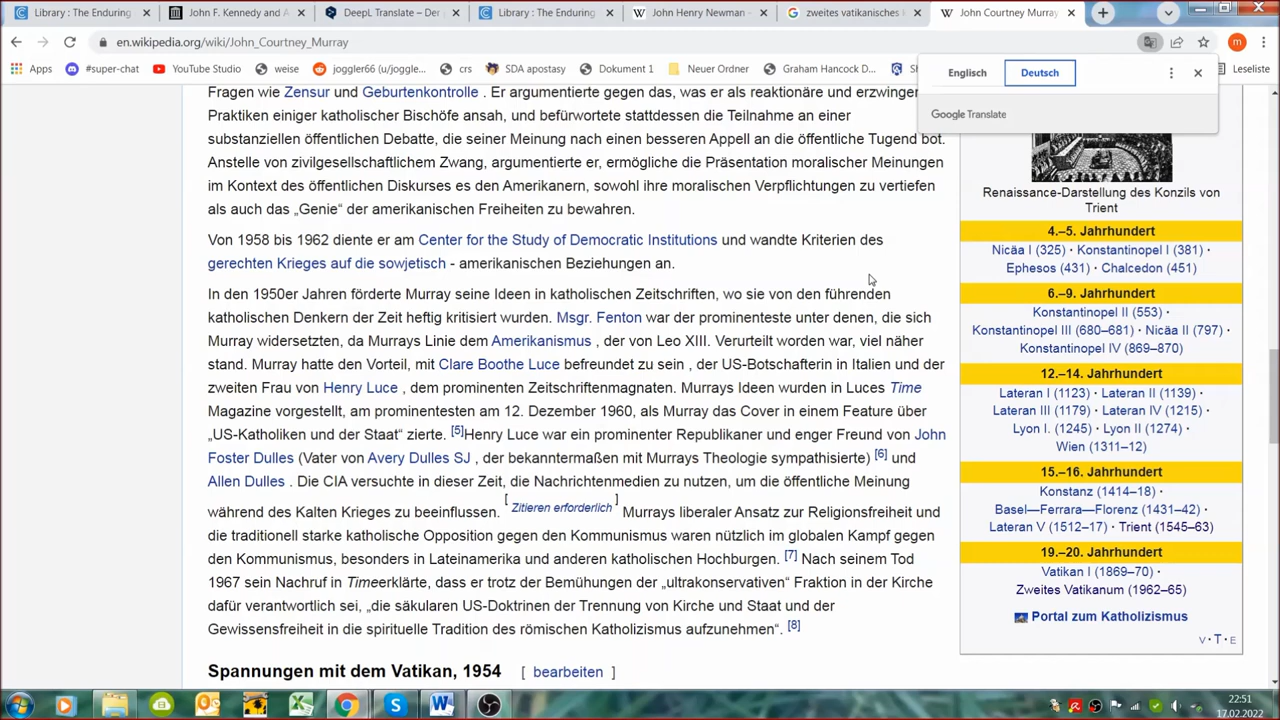 Library : The Enduring
John F. Kennedy and A
DeepL Translate – Der
Library : The Enduring
John Henry Newman -
zweites vatikanisches
John Courtney Murray
en.wikipedia.org/wiki/John_Courtney_Murray
Apps
#super-chat
YouTube Studio
weise
joggler66 (u/joggle...
crs
SDA apostasy
Dokument 1
Neuer Ordner
Graham Hancock D...
Leseliste
Englisch
Deutsch
Google Translate
Fragen wie Zensur und Geburtenkontrolle . Er argumentierte gegen das, was er als reaktionäre und erzwingen
Praktiken einiger katholischer Bischöfe ansah, und befürwortete stattdessen die Teilnahme an einer
substanziellen öffentlichen Debatte, die seiner Meinung nach einen besseren Appell an die öffentliche Tugend bot.
Anstelle von zivilgesellschaftlichem Zwang, argumentierte er, ermögliche die Präsentation moralischer Meinungen
im Kontext des öffentlichen Diskurses es den Amerikanern, sowohl ihre moralischen Verpflichtungen zu vertiefen
als auch das „Genie“ der amerikanischen Freiheiten zu bewahren.
Von 1958 bis 1962 diente er am Center for the Study of Democratic Institutions und wandte Kriterien des
gerechten Krieges auf die sowjetisch - amerikanischen Beziehungen an.
In den 1950er Jahren förderte Murray seine Ideen in katholischen Zeitschriften, wo sie von den führenden
katholischen Denkern der Zeit heftig kritisiert wurden. Msgr. Fenton war der prominenteste unter denen, die sich
Murray widersetzten, da Murrays Linie dem Amerikanismus , der von Leo XIII. Verurteilt worden war, viel näher
stand. Murray hatte den Vorteil, mit Clare Boothe Luce befreundet zu sein , der US-Botschafterin in Italien und der
zweiten Frau von Henry Luce , dem prominenten Zeitschriftenmagnaten. Murrays Ideen wurden in Luces Time
Magazine vorgestellt, am prominentesten am 12. Dezember 1960, als Murray das Cover in einem Feature über
„US-Katholiken und der Staat“ zierte. [5]Henry Luce war ein prominenter Republikaner und enger Freund von John
Foster Dulles (Vater von Avery Dulles SJ , der bekanntermaßen mit Murrays Theologie sympathisierte) [6] und
Allen Dulles . Die CIA versuchte in dieser Zeit, die Nachrichtenmedien zu nutzen, um die öffentliche Meinung
während des Kalten Krieges zu beeinflussen. [ Zitieren erforderlich ] Murrays liberaler Ansatz zur Religionsfreiheit und
die traditionell starke katholische Opposition gegen den Kommunismus waren nützlich im globalen Kampf gegen
den Kommunismus, besonders in Lateinamerika und anderen katholischen Hochburgen. [7] Nach seinem Tod
1967 sein Nachruf in Timeerklärte, dass er trotz der Bemühungen der „ultrakonservativen“ Fraktion in der Kirche
dafür verantwortlich sei, „die säkularen US-Doktrinen der Trennung von Kirche und Staat und der
Gewissensfreiheit in die spirituelle Tradition des römischen Katholizismus aufzunehmen“. [8]
Spannungen mit dem Vatikan, 1954 [ bearbeiten ]
Renaissance-Darstellung des Konzils von
Trient
4.–5. Jahrhundert
Nicäa I (325) · Konstantinopel I (381) ·
Ephesos (431) · Chalcedon (451)
6.–9. Jahrhundert
Konstantinopel II (553) ·
Konstantinopel III (680–681) · Nicäa II (797) ·
Konstantinopel IV (869–870)
12.–14. Jahrhundert
Lateran I (1123) · Lateran II (1139) ·
Lateran III (1179) · Lateran IV (1215) ·
Lyon I. (1245) · Lyon II (1274) ·
Wien (1311–12)
15.–16. Jahrhundert
Konstanz (1414–18) ·
Basel—Ferrara—Florenz (1431–42) ·
Lateran V (1512–17) · Trient (1545–63)
19.–20. Jahrhundert
Vatikan I (1869–70) ·
Zweites Vatikanum (1962–65)
Portal zum Katholizismus
V · T · E
22:51
17.02.2022